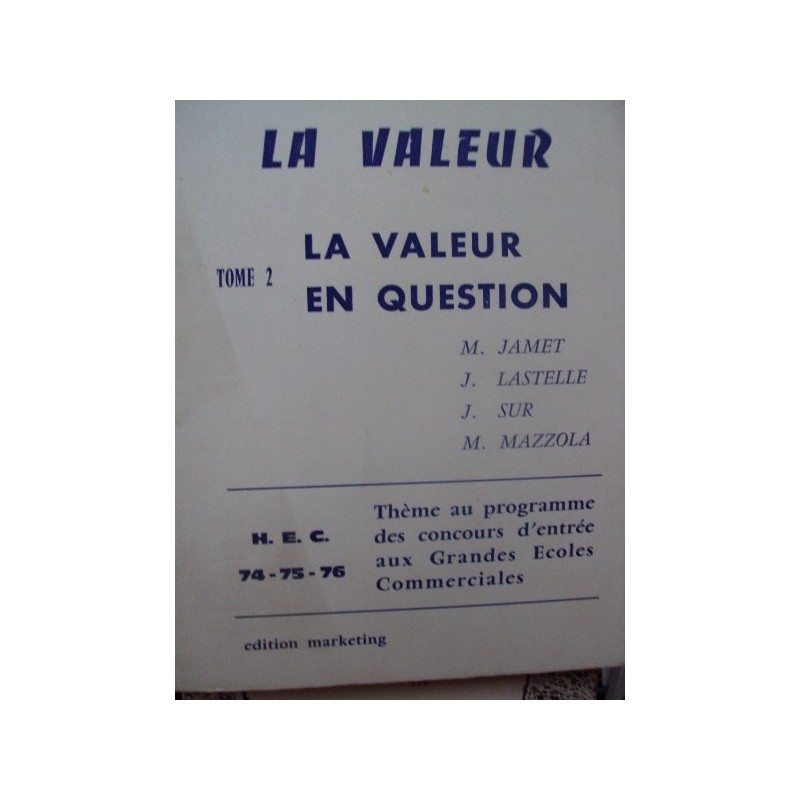 LA VALEUR
LA VALEUR
TOME 2
EN QUESTION
M. JAMET
J. LASTELLE
J. SUR
M. MAZZOLA
H. E. C.
74 - 75 - 76
Thème au programme
des concours d'entrée
aux Grandes Ecoles
Commerciales
edition marketing